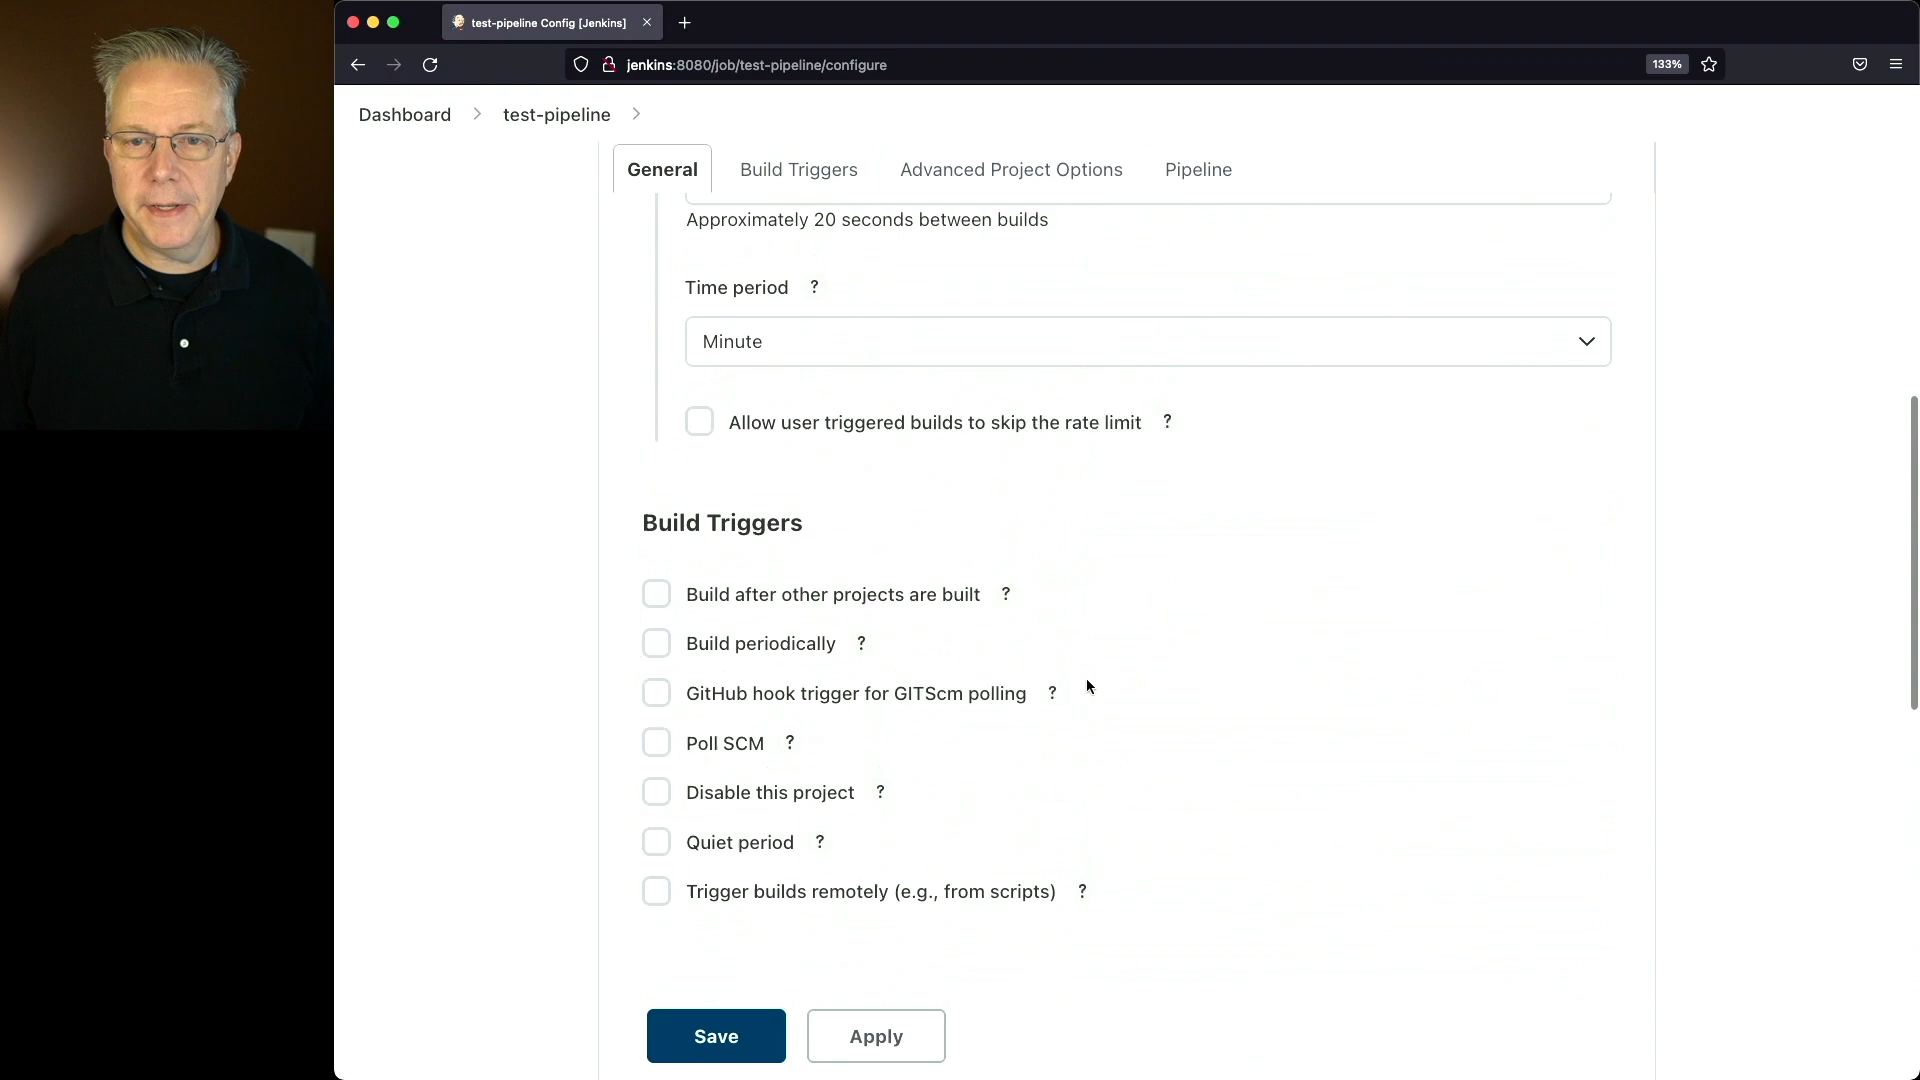 test-pipeline Config [Jenkins]
jenkins:8080/job/test-pipeline/configure
133%
Dashboard
test-pipeline
General
Build Triggers
Advanced Project Options
Pipeline
Approximately 20 seconds between builds
Time period ?
Minute
Allow user triggered builds to skip the rate limit ?
Build Triggers
Build after other projects are built ?
Build periodically ?
GitHub hook trigger for GITScm polling ?
Poll SCM ?
Disable this project ?
Quiet period ?
Trigger builds remotely (e.g., from scripts) ?
Save
Apply